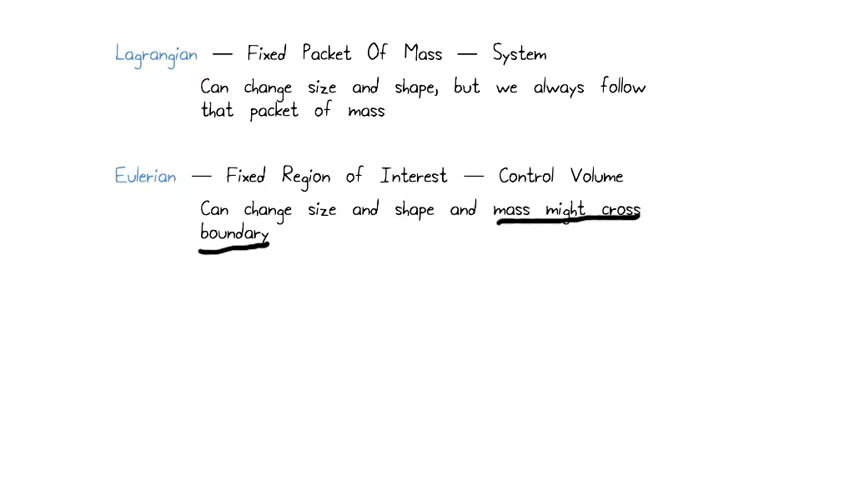 Lagrangian — Fixed Packet Of Mass — System
Can change size and shape, but we always follow
that packet of mass
Eulerian — Fixed Region of Interest — Control Volume
Can change size and shape and mass might cross
boundary